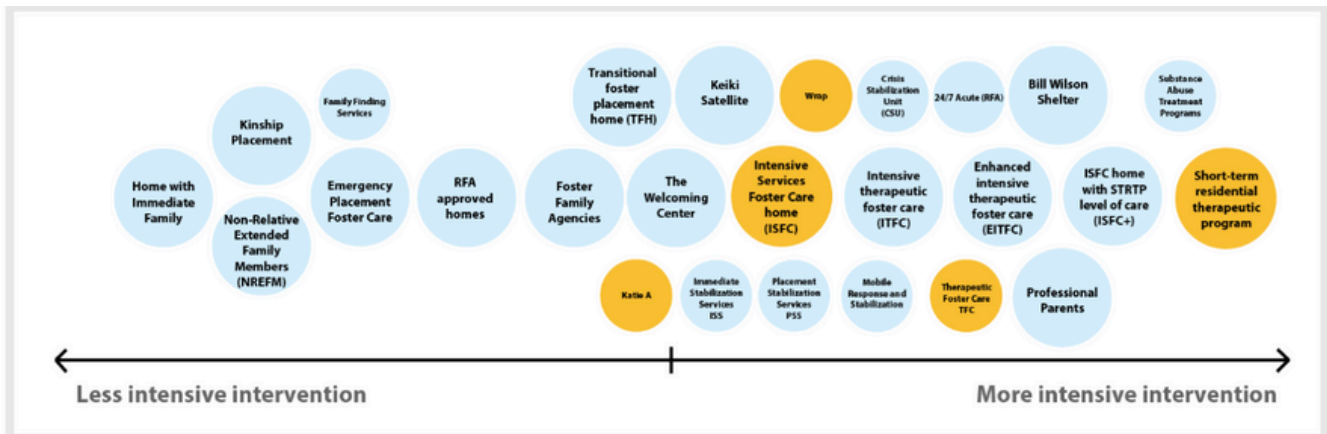 Transitional
foster
placement
home (TFH)
Keiki
Satellite
Wrap
Crisis
Stabilization
Unit
(CSU)
24/7 Acute (RFA)
Bill Wilson
Shelter
Substance
Abuse
Treatment
Programs
Family Finding
Services
Kinship
Placement
Home with
Immediate
Family
Non-Relative
Extended
Family
Members
(NREFM)
Emergency
Placement
Foster Care
RFA
approved
homes
Foster
Family
Agencies
The
Welcoming
Center
Intensive
Services
Foster Care
home
(ISFC)
Intensive
therapeutic
foster care
(ITFC)
Enhanced
intensive
therapeutic
foster care
(EITFC)
ISFC home
with STRTP
level of care
(ISFC+)
Short-term
residential
therapeutic
program
Katie A
Immediate
Stabilization
Services
ISS
Placement
Stabilization
Services
PSS
Mobile
Response and
Stabilization
Therapeutic
Foster Care
TFC
Professional
Parents
Less intensive intervention
More intensive intervention